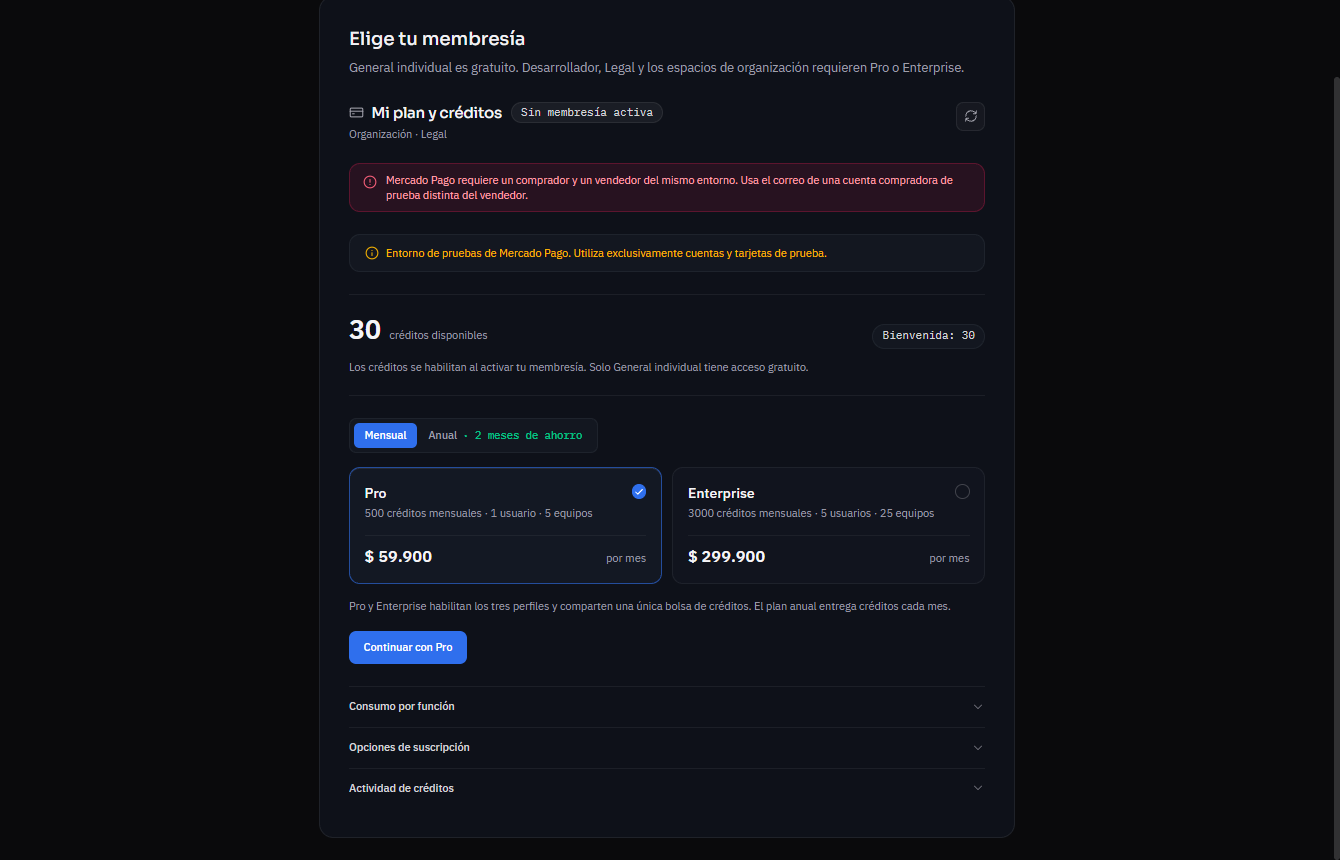 Elige tu membresía
General individual es gratuito. Desarrollador, Legal y los espacios de organización requieren Pro o Enterprise.
Mi plan y créditos
Sin membresía activa
Organización · Legal
Mercado Pago requiere un comprador y un vendedor del mismo entorno. Usa el correo de una cuenta compradora de
prueba distinta del vendedor.
Entorno de pruebas de Mercado Pago. Utiliza exclusivamente cuentas y tarjetas de prueba.
30 créditos disponibles
Bienvenida: 30
Los créditos se habilitan al activar tu membresía. Solo General individual tiene acceso gratuito.
Mensual
Anual · 2 meses de ahorro
Pro
500 créditos mensuales · 1 usuario · 5 equipos
$ 59.900
por mes
Enterprise
3000 créditos mensuales · 5 usuarios · 25 equipos
$ 299.900
por mes
Pro y Enterprise habilitan los tres perfiles y comparten una única bolsa de créditos. El plan anual entrega créditos cada mes.
Continuar con Pro
Consumo por función
Opciones de suscripción
Actividad de créditos